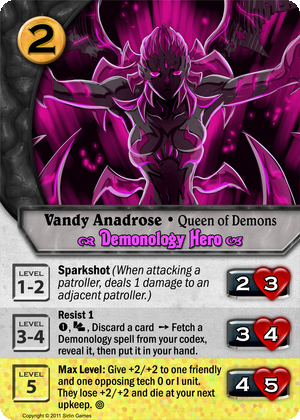 2
Vandy Anadrose • Queen of Demons
Demonology Hero
LEVEL
1-2
Sparkshot (When attacking a
patroller, deals 1 damage to an
adjacent patroller.)
2 3
LEVEL
3-4
Resist 1
❶, , Discard a card → Fetch a
Demonology spell from your codex,
reveal it, then put it in your hand.
3 4
LEVEL
5
Max Level: Give +2/+2 to one friendly
and one opposing tech 0 or I unit.
They lose +2/+2 and die at your next
upkeep.
4 5
Copyright © 2011 Sirlin Games